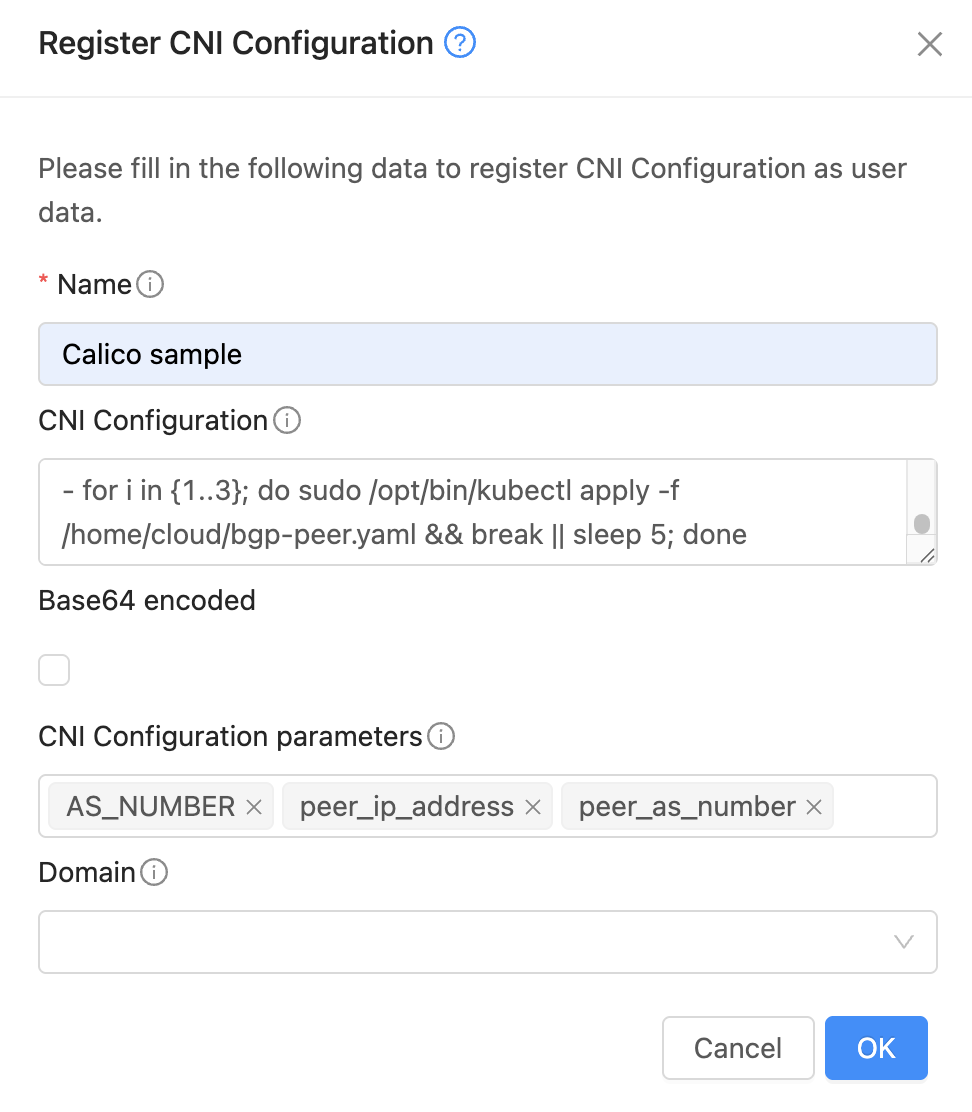 Register CNI Configuration ?
Please fill in the following data to register CNI Configuration as user
data.
* Name i
Calico sample
CNI Configuration i
- for i in {1..3}; do sudo /opt/bin/kubectl apply -f
/home/cloud/bgp-peer.yaml && break || sleep 5; done
Base64 encoded
CNI Configuration parameters i
AS_NUMBER × peer_ip_address × peer_as_number ×
Domain i
Cancel OK